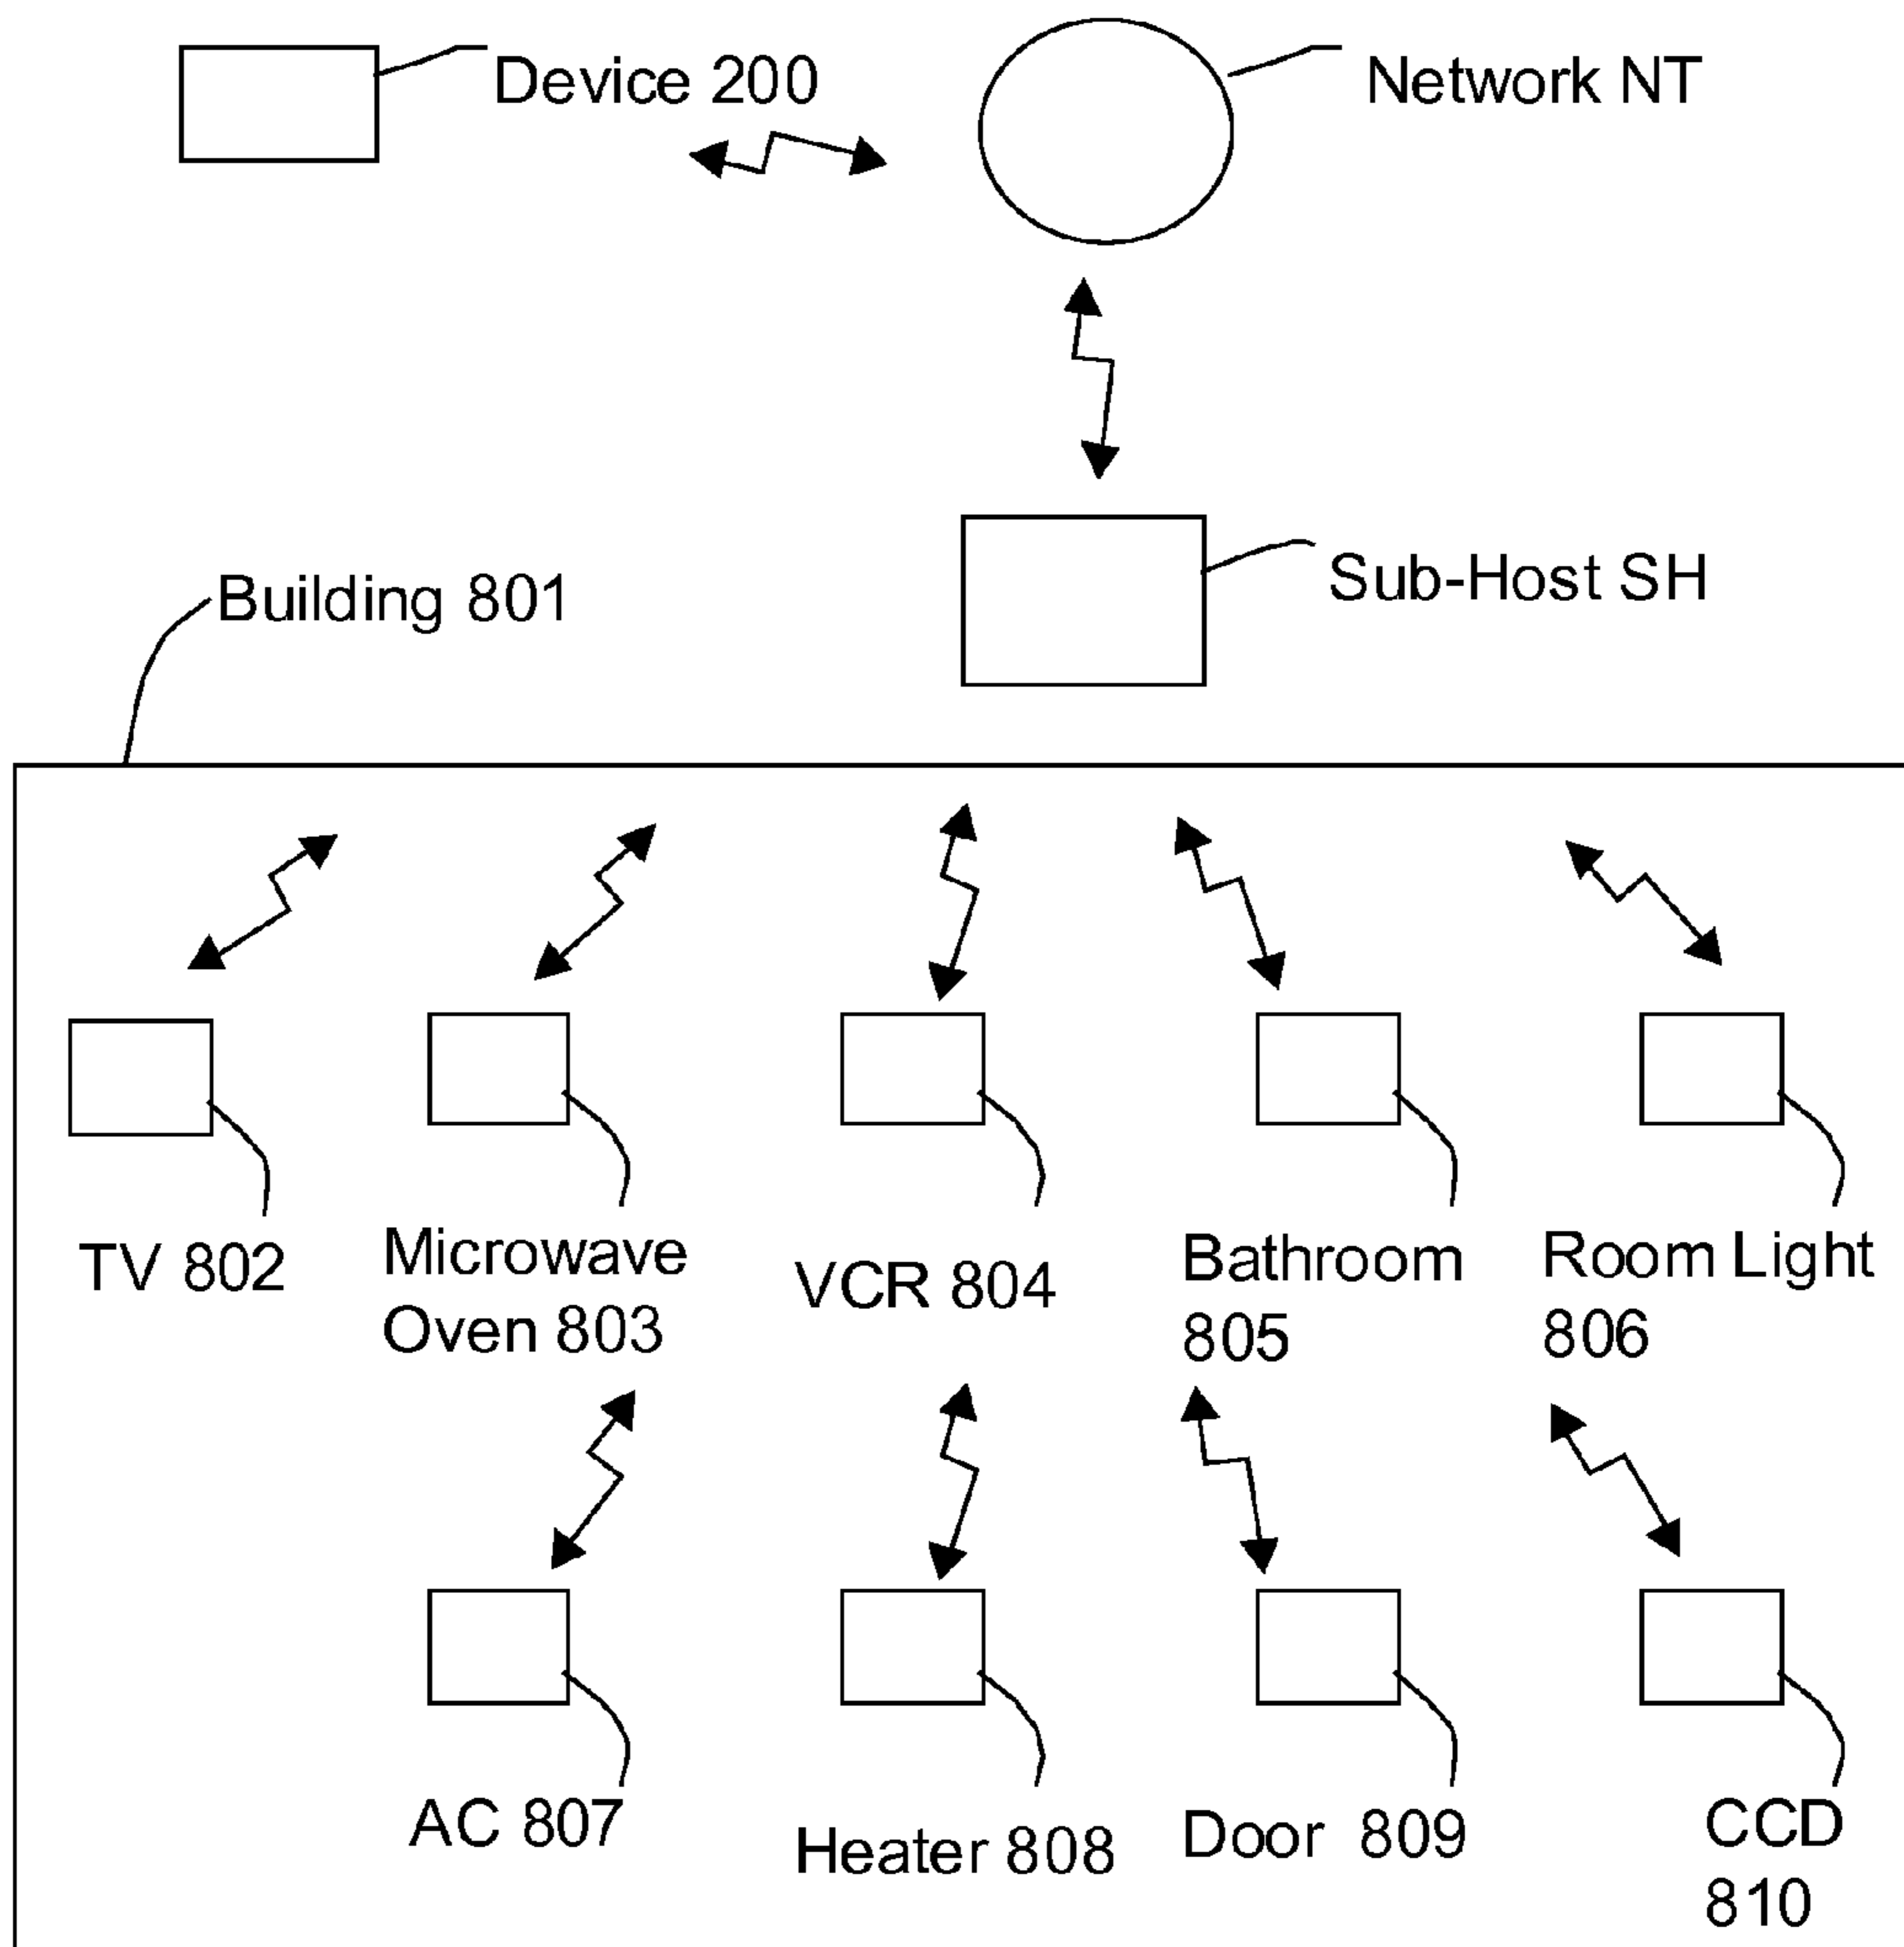 Device 200
Network NT
Sub-Host SH
Building 801
TV 802
Microwave
Oven 803
VCR 804
Bathroom
805
Room Light
806
AC 807
Heater 808
Door 809
CCD
810